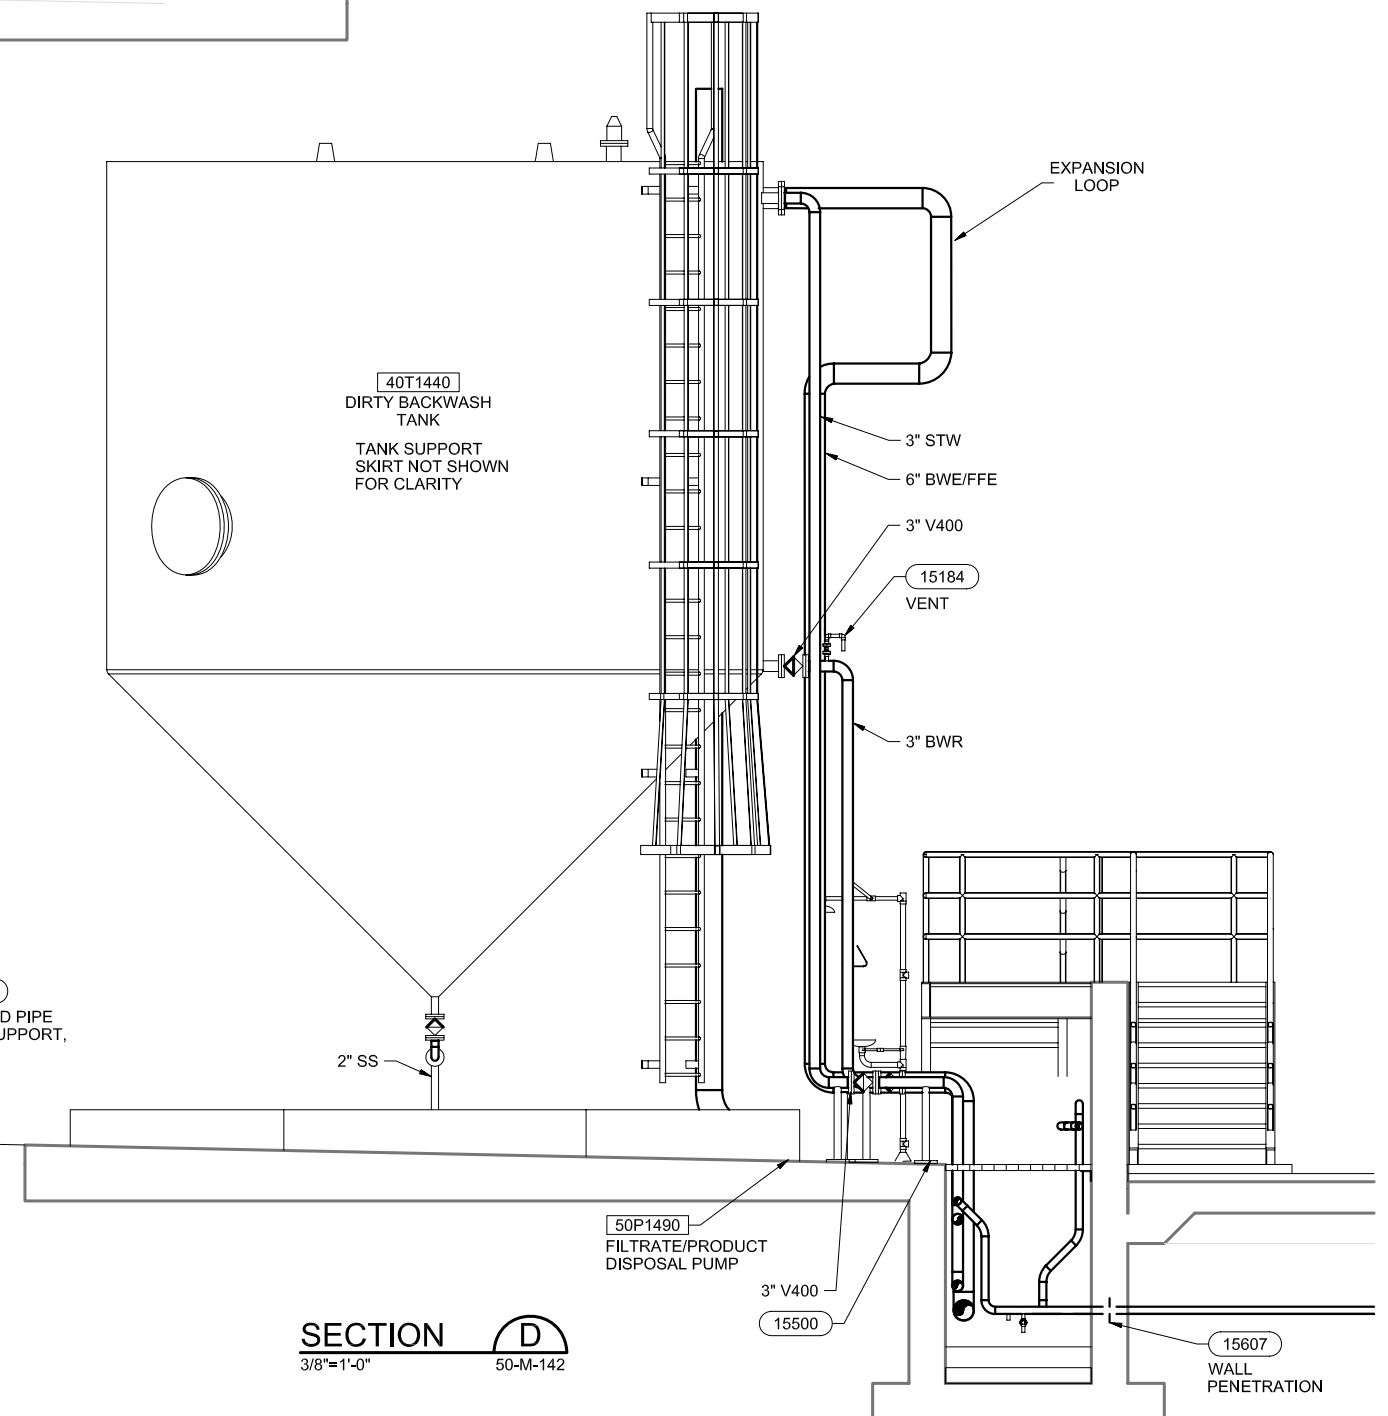 EXPANSION
LOOP
40T1440
DIRTY BACKWASH
TANK
TANK SUPPORT
SKIRT NOT SHOWN
FOR CLARITY
3" STW
6" BWE/FFE
3" V400
15184
VENT
3" BWR
D PIPE
UPPORT,
2" SS
50P1490
FILTRATE/PRODUCT
DISPOSAL PUMP
3" V400
15500
15607
WALL
PENETRATION
SECTION D
3/8"=1'-0" 50-M-142